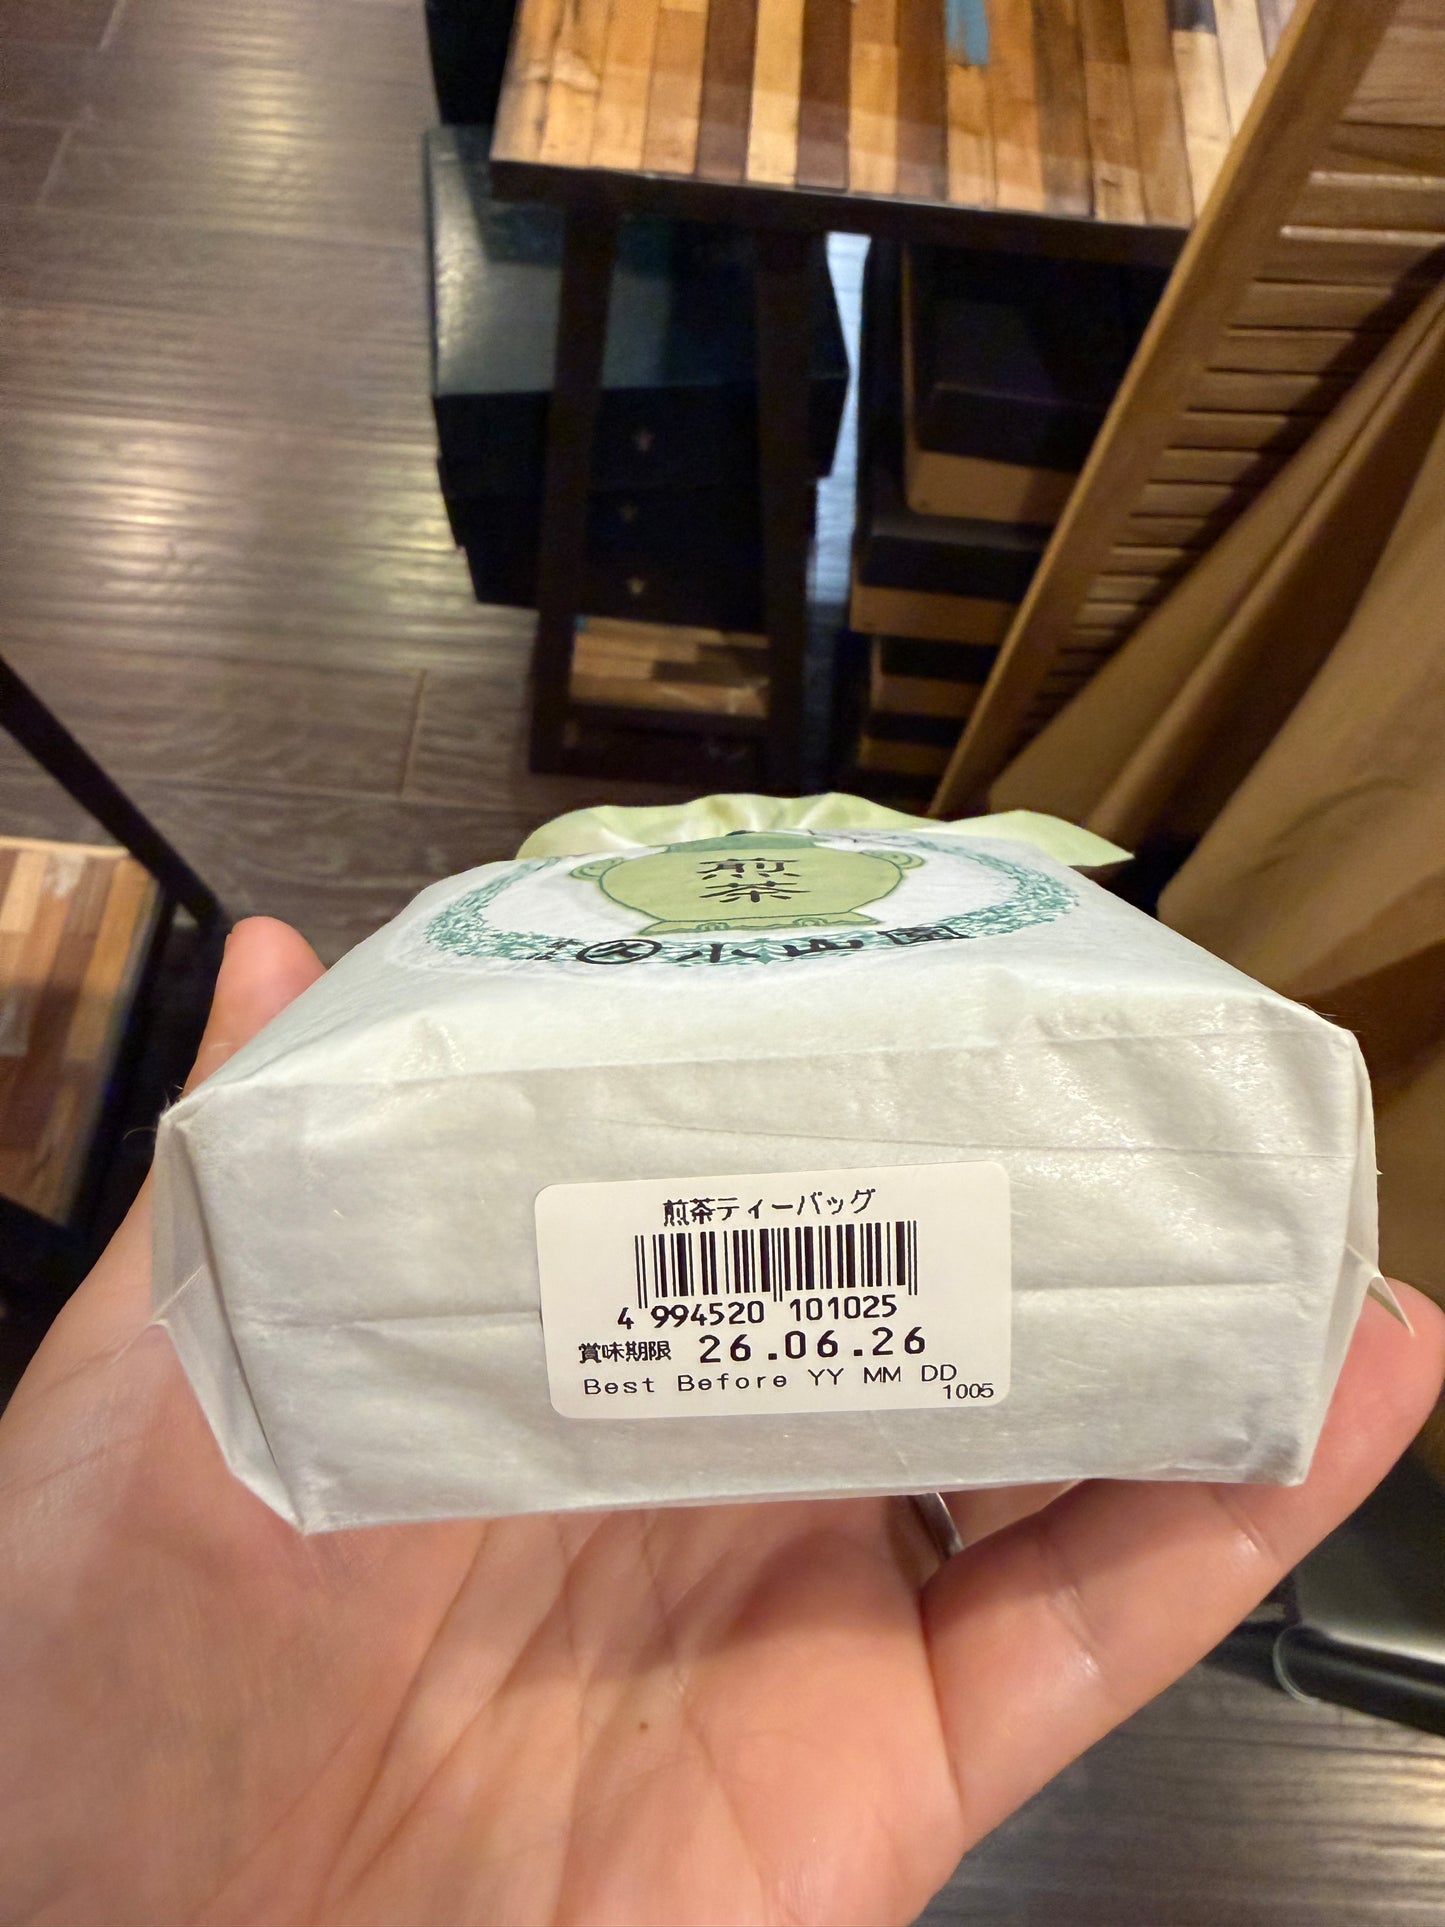 煎
茶
小山園
煎茶ティーバッグ
4 994520 101025
賞味期限 26.06.26
Best Before YY MM DD
1005